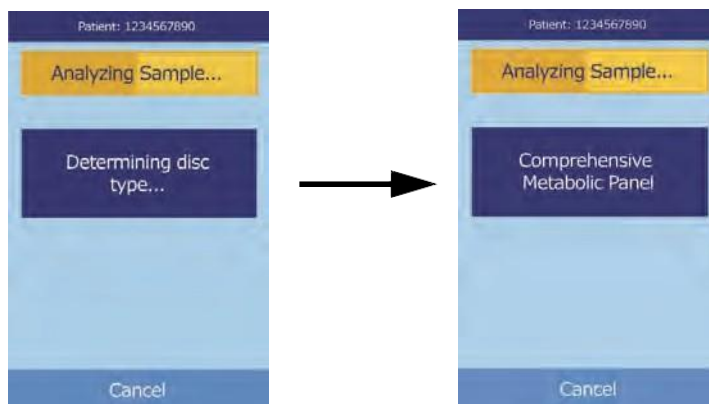 Patient: 1234567890
Analyzing Sample...
Determining disc
type...
Cancel
Patient: 1234567890
Analyzing Sample...
Comprehensive
Metabolic Panel
Cancel